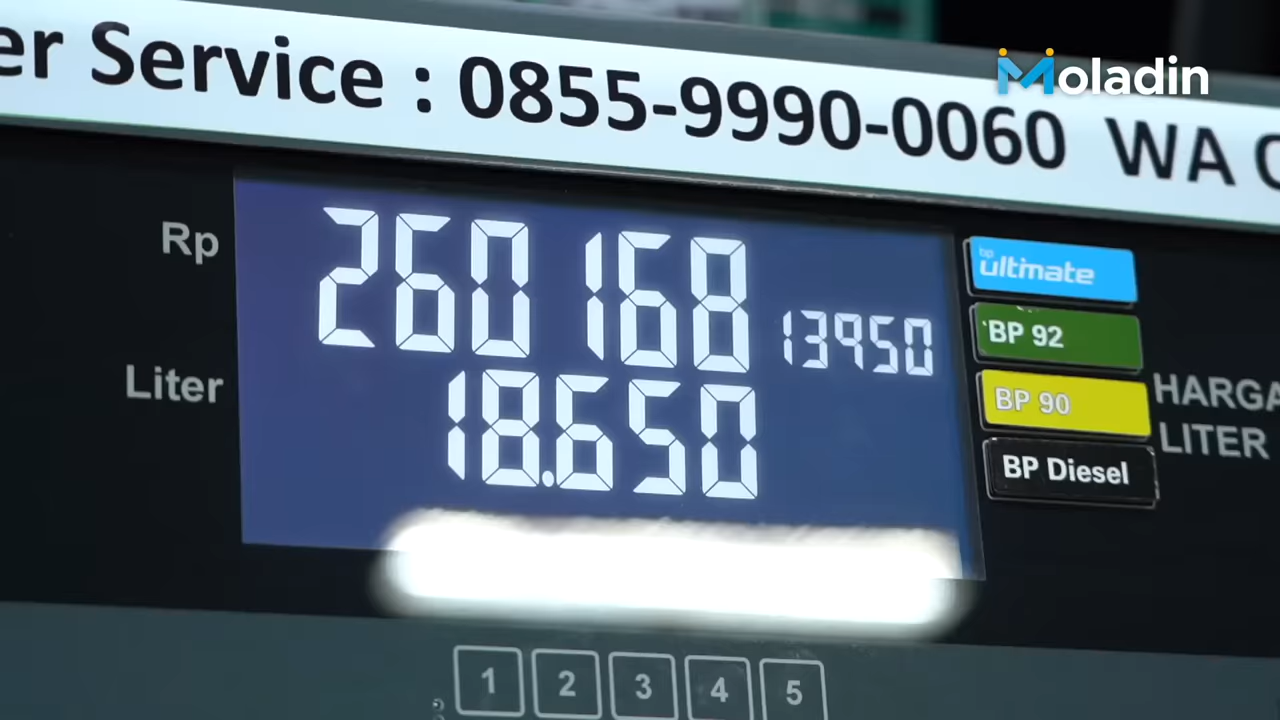 er Service : 0855-9990-0060 WA C
Moladin
Rp 260168 13950
Liter 18.650
bp ultimate
BP 92
BP 90
BP Diesel
HARGA
LITER
1 2 3 4 5